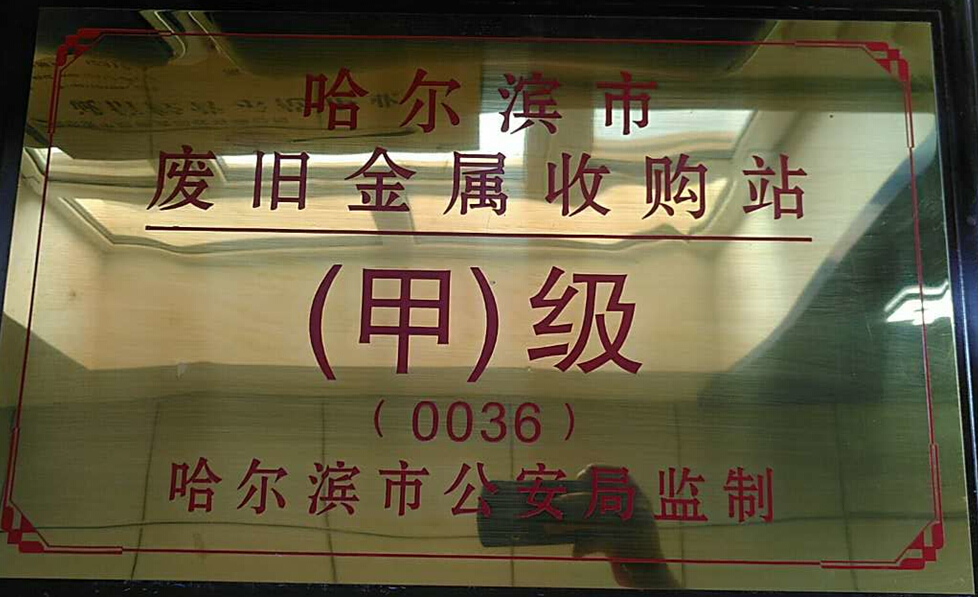 哈尔滨市
废旧金属收购站
(甲)级
(0036)
哈尔滨市公安局监制